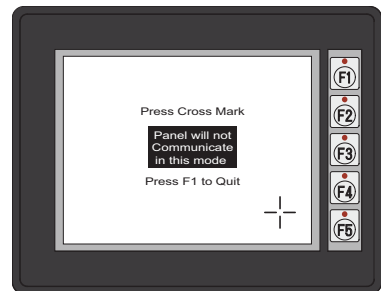 Press Cross Mark
Panel will not
Communicate
in this mode
Press F1 to Quit
F1
F2
F3
F4
F5